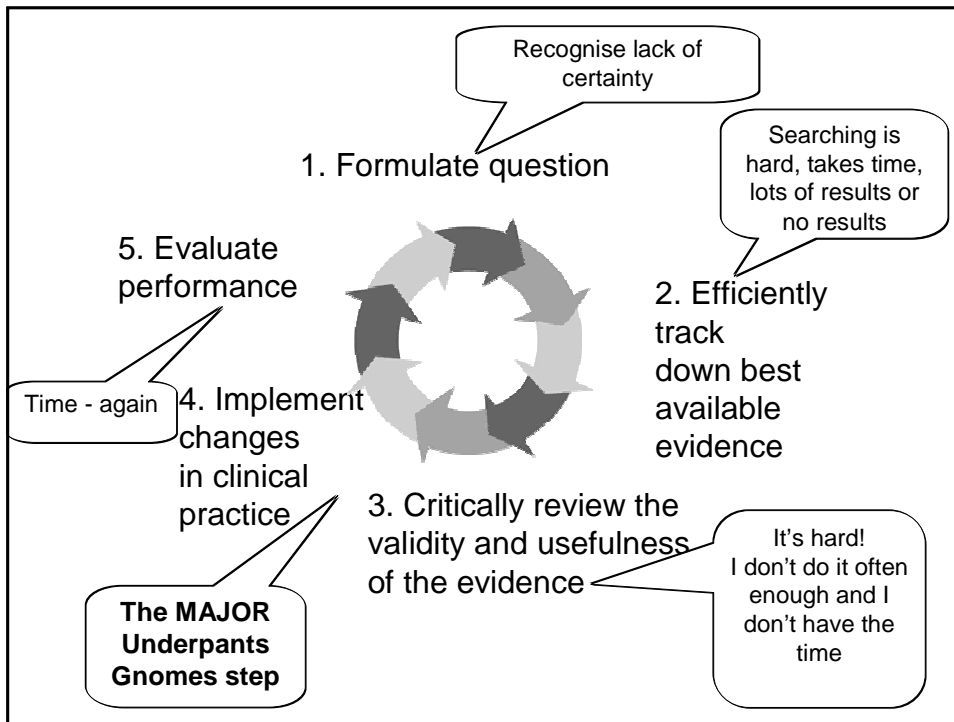 Recognise lack of
certainty
1. Formulate question
Searching is
hard, takes time,
lots of results or
no results
2. Efficiently
track
down best
available
evidence
3. Critically review the
validity and usefulness
of the evidence
It's hard!
I don't do it often
enough and I
don't have the
time
4. Implement
changes
in clinical
practice
The MAJOR
Underpants
Gnomes step
5. Evaluate
performance
Time - again